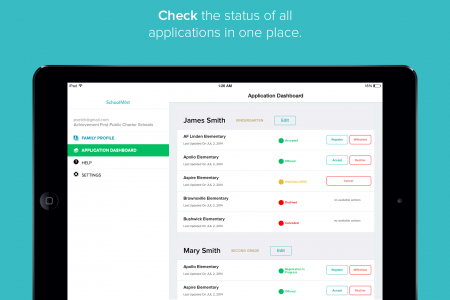 Check the status of all
applications in one place.
iPad
1:26 AM
15%
SchoolMint
Application Dashboard
Achievement First Public Charter Schools
FAMILY PROFILE
APPLICATION DASHBOARD
HELP
SETTINGS
James Smith KINDERGARTEN Edit
AF Linden Elementary
Last Updated On JUL 2, 2014
Accepted
Register Withdraw
Apollo Elementary
Last Updated On JUL 2, 2014
Offered
Accept Decline
Aspire Elementary
Last Updated On JUL 2, 2014
Cancel
Brownsville Elementary
Last Updated On JUL 2, 2014
Declined
no available actions
Bushwick Elementary
Last Updated On JUL 2, 2014
Cancelled
no available actions
Mary Smith SECOND GRADE Edit
Apollo Elementary
Last Updated On JUL 2, 2014
Registration In
Progress
Register Withdraw
Aspire Elementary
Last Updated On JUL 2, 2014
Offered
Accept Decline